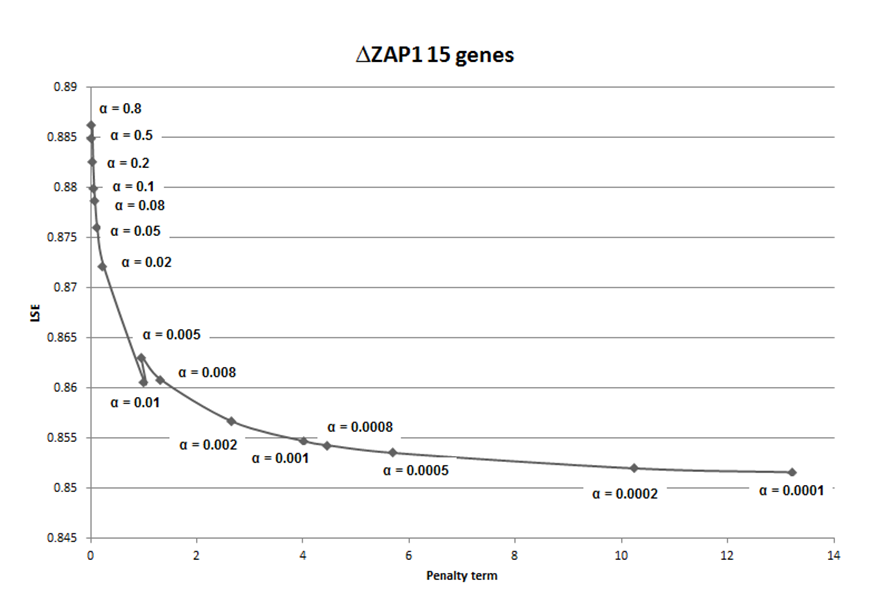 ΔZAP1 15 genes
0.89
α = 0.8
0.885
α = 0.5
α = 0.2
0.88
α = 0.1
α = 0.08
α = 0.05
0.875
α = 0.02
0.87
LSE
0.865
α = 0.005
α = 0.008
0.86
α = 0.01
α = 0.0008
0.855
α = 0.002
α = 0.001
α = 0.0005
0.85
α = 0.0002
α = 0.0001
0.845
0 2 4 6 8 10 12 14
Penalty term